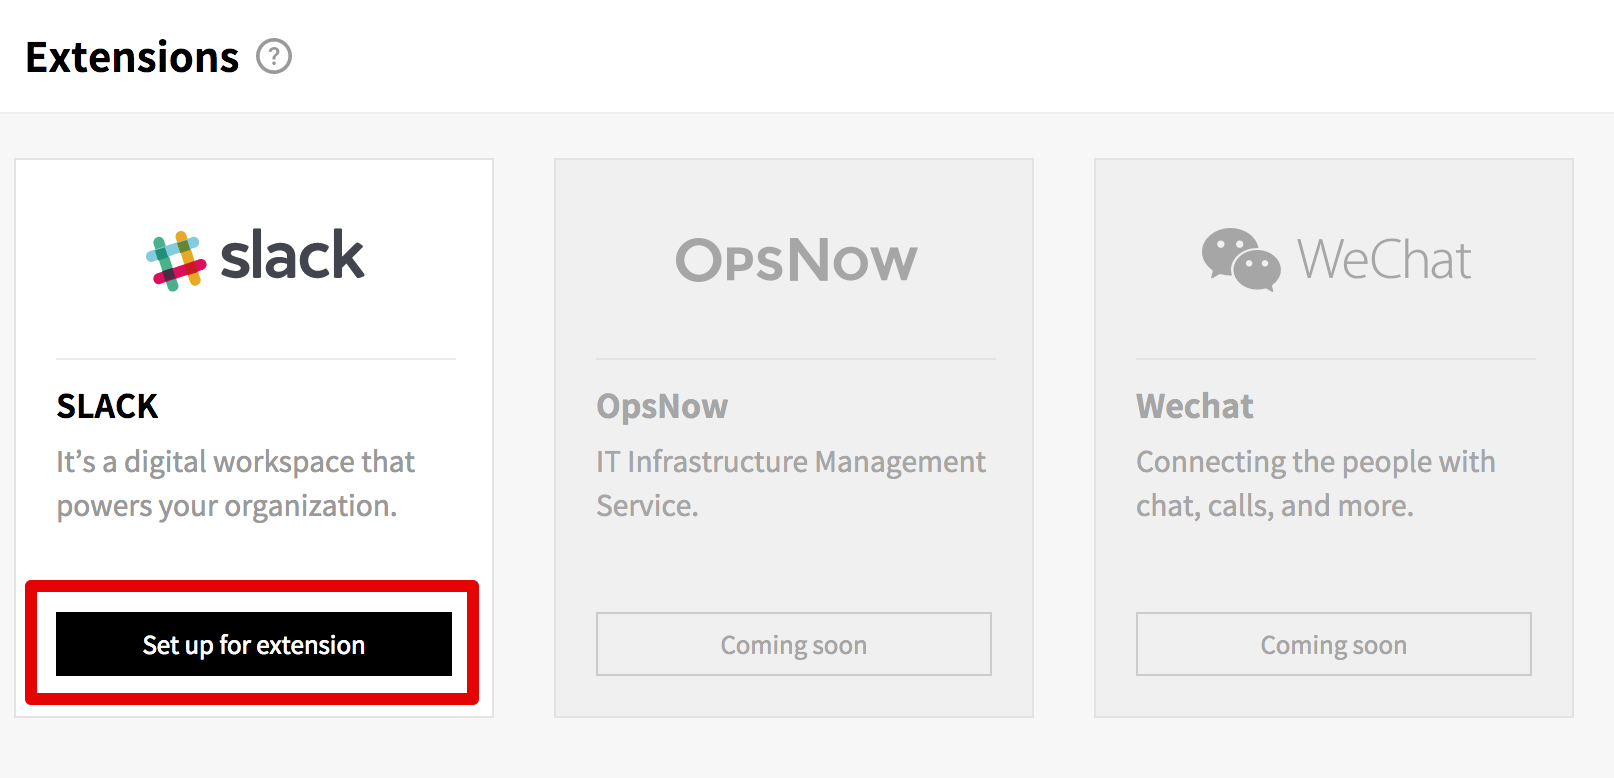 Extensions ?
slack
SLACK
It’s a digital workspace that
powers your organization.
Set up for extension
OPSNOW
OpsNow
IT Infrastructure Management
Service.
Coming soon
WeChat
Wechat
Connecting the people with
chat, calls, and more.
Coming soon